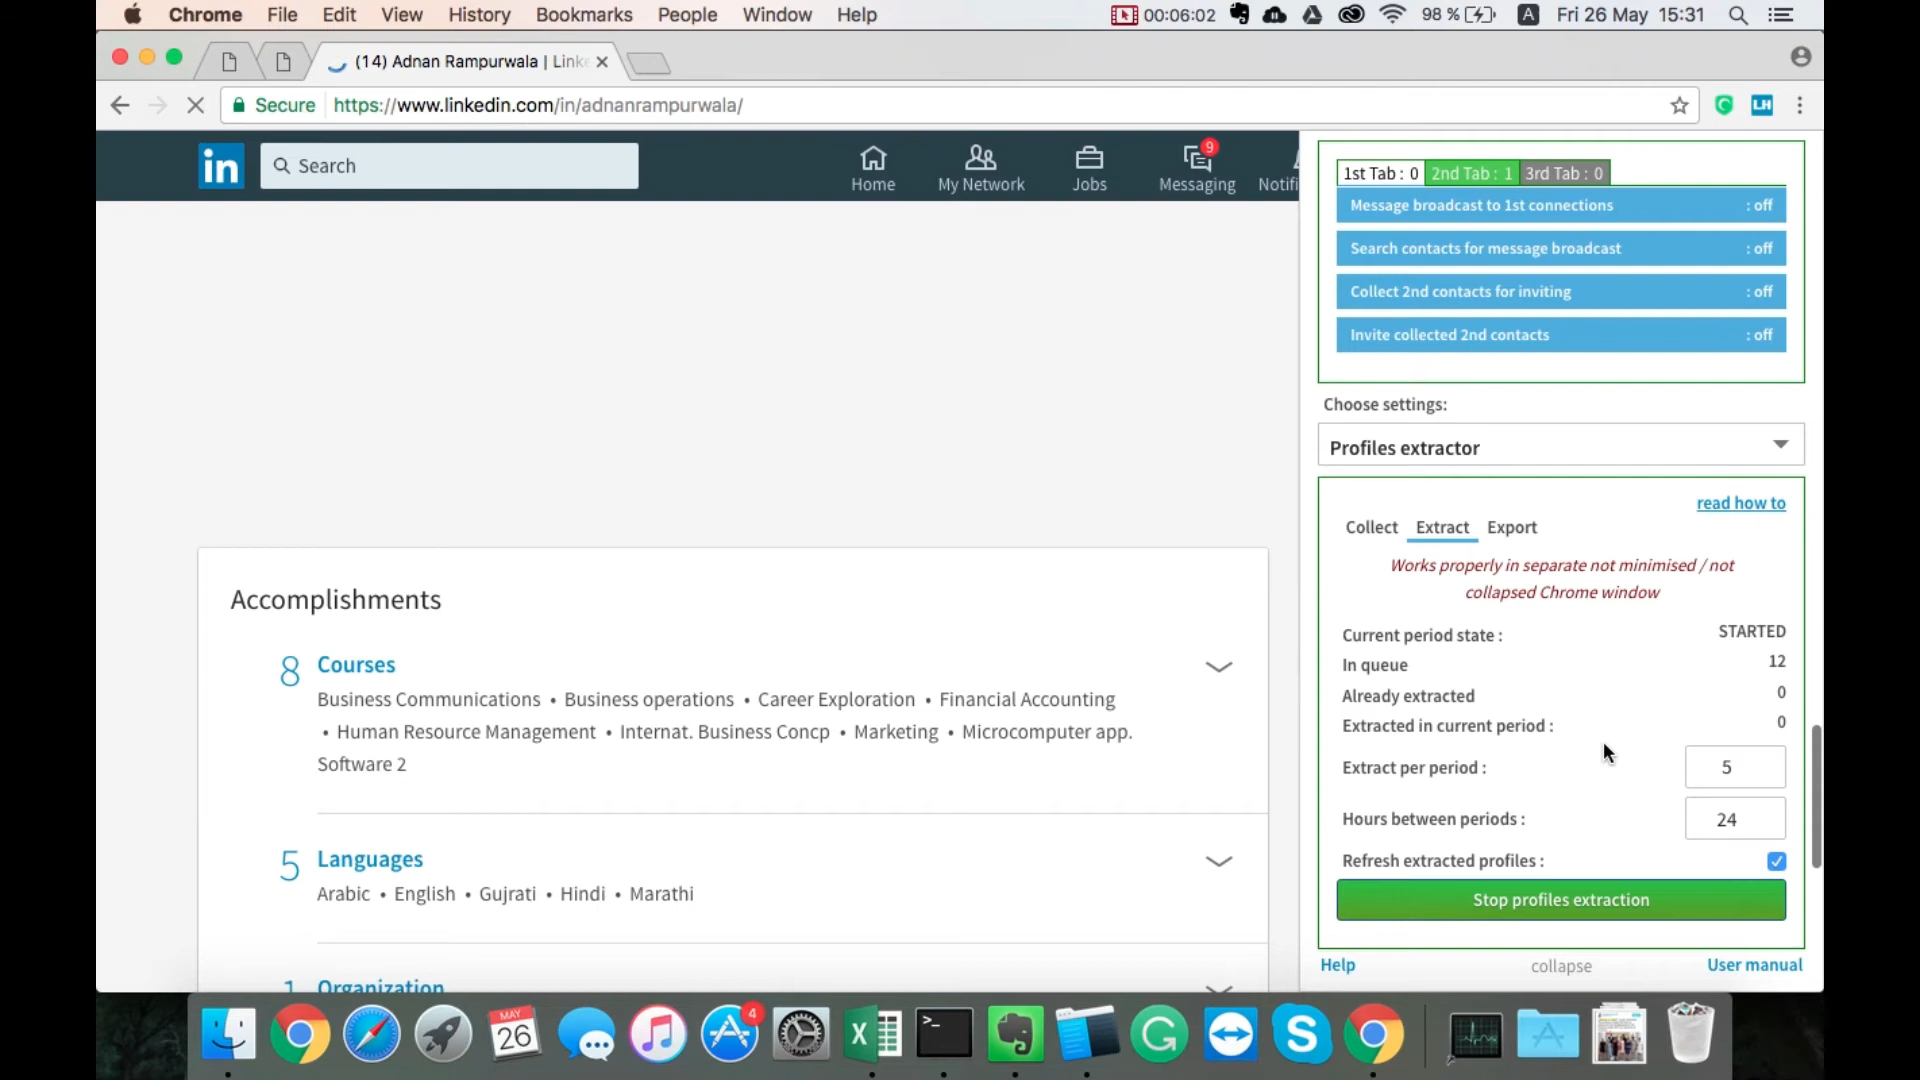 Chrome File Edit View History Bookmarks People Window Help 00:06:02 98 % A Fri 26 May 15:31
(14) Adnan Rampurwala | Linke
Secure https://www.linkedin.com/in/adnanrampurwala/ LH
in Search Home My Network Jobs Messaging 9 Notifi
1st Tab : 0 2nd Tab : 1 3rd Tab : 0
Message broadcast to 1st connections : off
Search contacts for message broadcast : off
Collect 2nd contacts for inviting : off
Invite collected 2nd contacts : off
Choose settings:
Profiles extractor
read how to
Collect Extract Export
Works properly in separate not minimised / not
collapsed Chrome window
Current period state : STARTED
In queue 12
Already extracted 0
Extracted in current period : 0
Extract per period : 5
Hours between periods : 24
Refresh extracted profiles :
Stop profiles extraction
Help collapse User manual
Accomplishments
8 Courses
Business Communications • Business operations • Career Exploration • Financial Accounting
• Human Resource Management • Internat. Business Concp • Marketing • Microcomputer app.
Software 2
5 Languages
Arabic • English • Gujrati • Hindi • Marathi
1 Organization
MAY
26
4